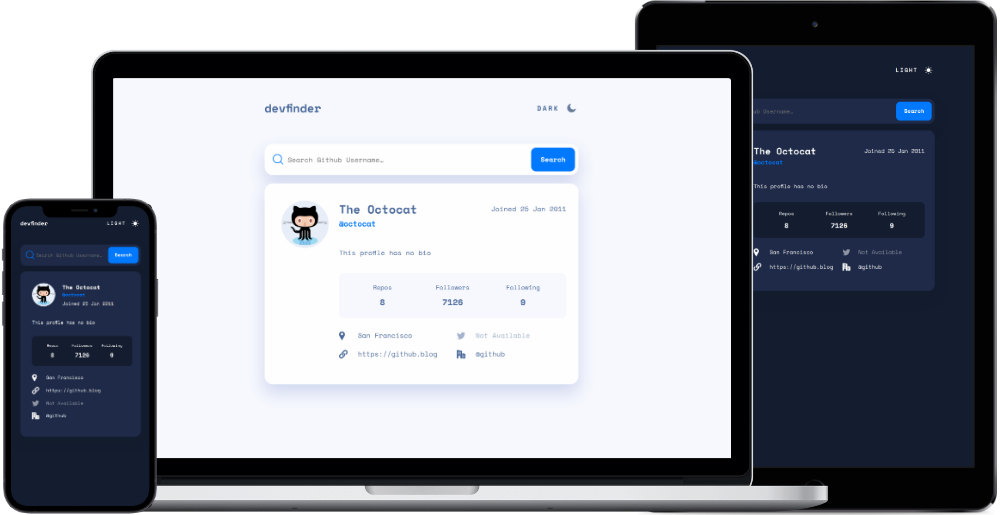 devfinder
DARK
Search Github Username…
Search
The Octocat
Joined 25 Jan 2011
@octocat
This profile has no bio
Repos Followers Following
8 7126 9
San Francisco Not Available
https://github.blog @github
devfinder LIGHT
Search Github Username…
Search
The Octocat
@octocat
Joined 25 Jan 2011
This profile has no bio
Repos Followers Following
8 7126 9
San Francisco
https://github.blog
Not Available
@github
LIGHT
ub Username…
Search
The Octocat
Joined 25 Jan 2011
@octocat
This profile has no bio
Repos Followers Following
8 7126 9
San Francisco Not Available
https://github.blog @github